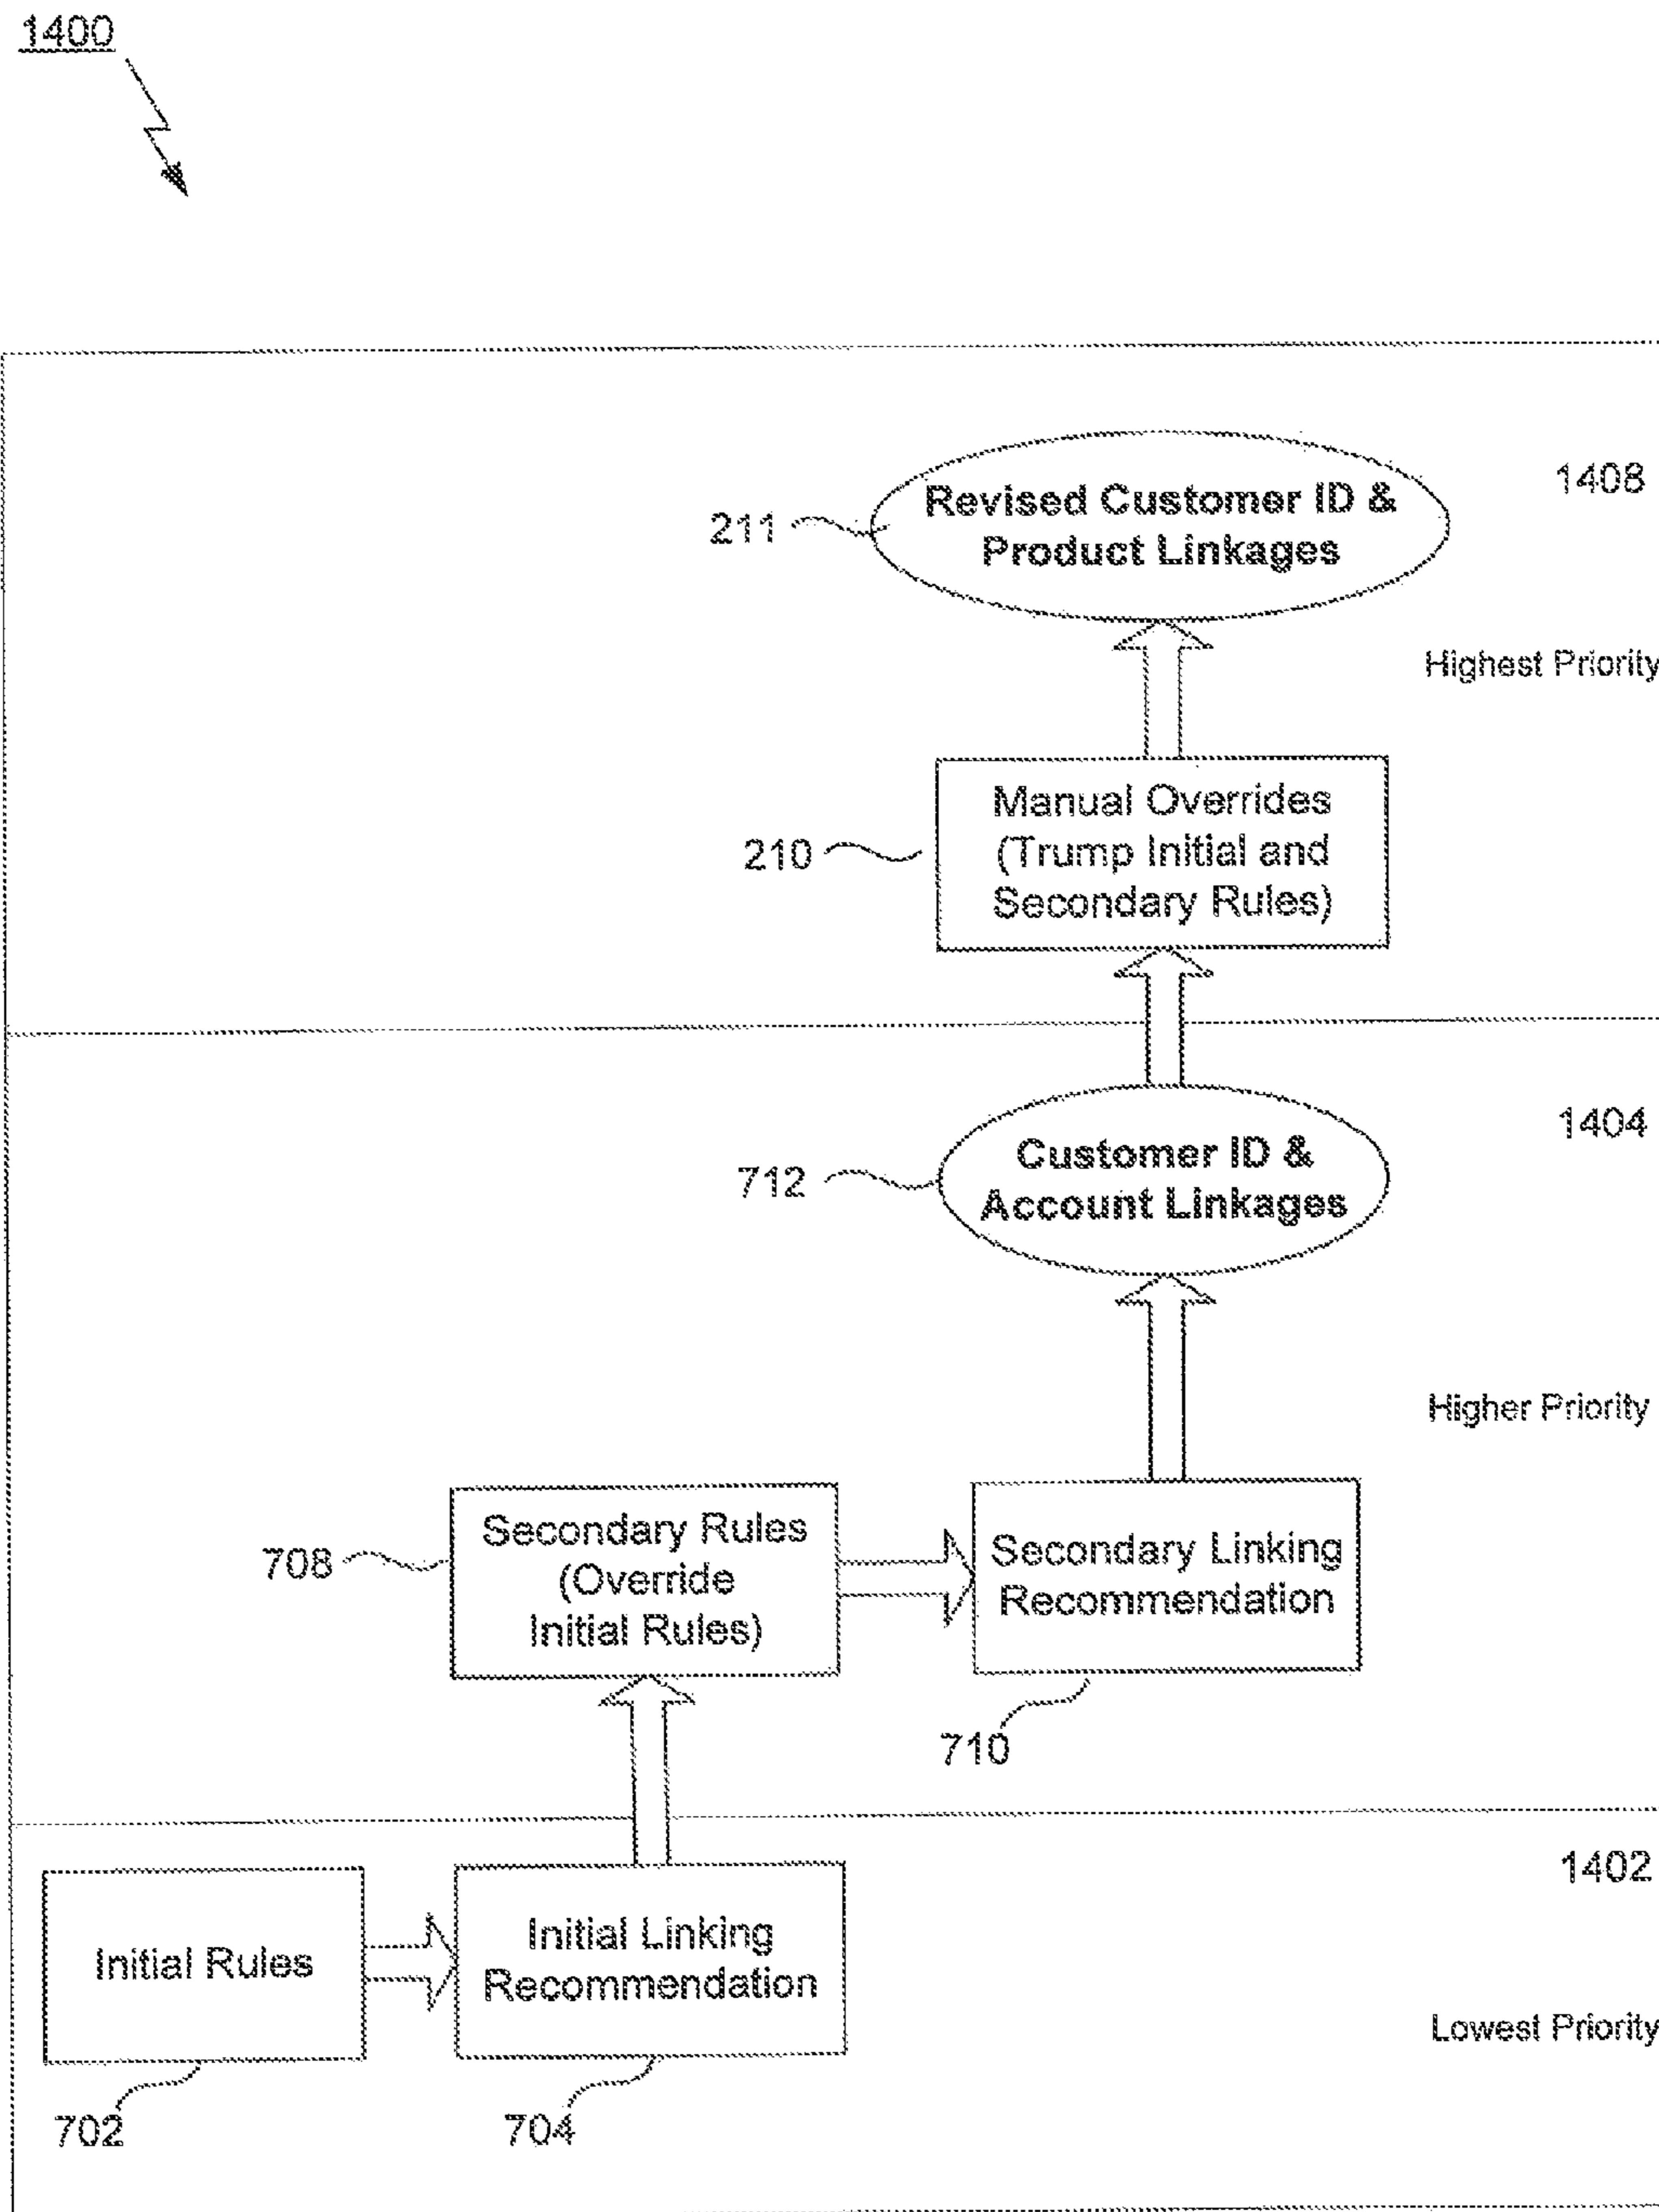 1400
1408
Revised Customer ID &
Product Linkages
211
Highest Priority
Manual Overrides
(Trump Initial and
Secondary Rules)
210
1404
Customer ID &
Account Linkages
712
Higher Priority
Secondary Rules
(Override
Initial Rules)
708
Secondary Linking
Recommendation
710
1402
Initial Rules
Initial Linking
Recommendation
Lowest Priority
702
704